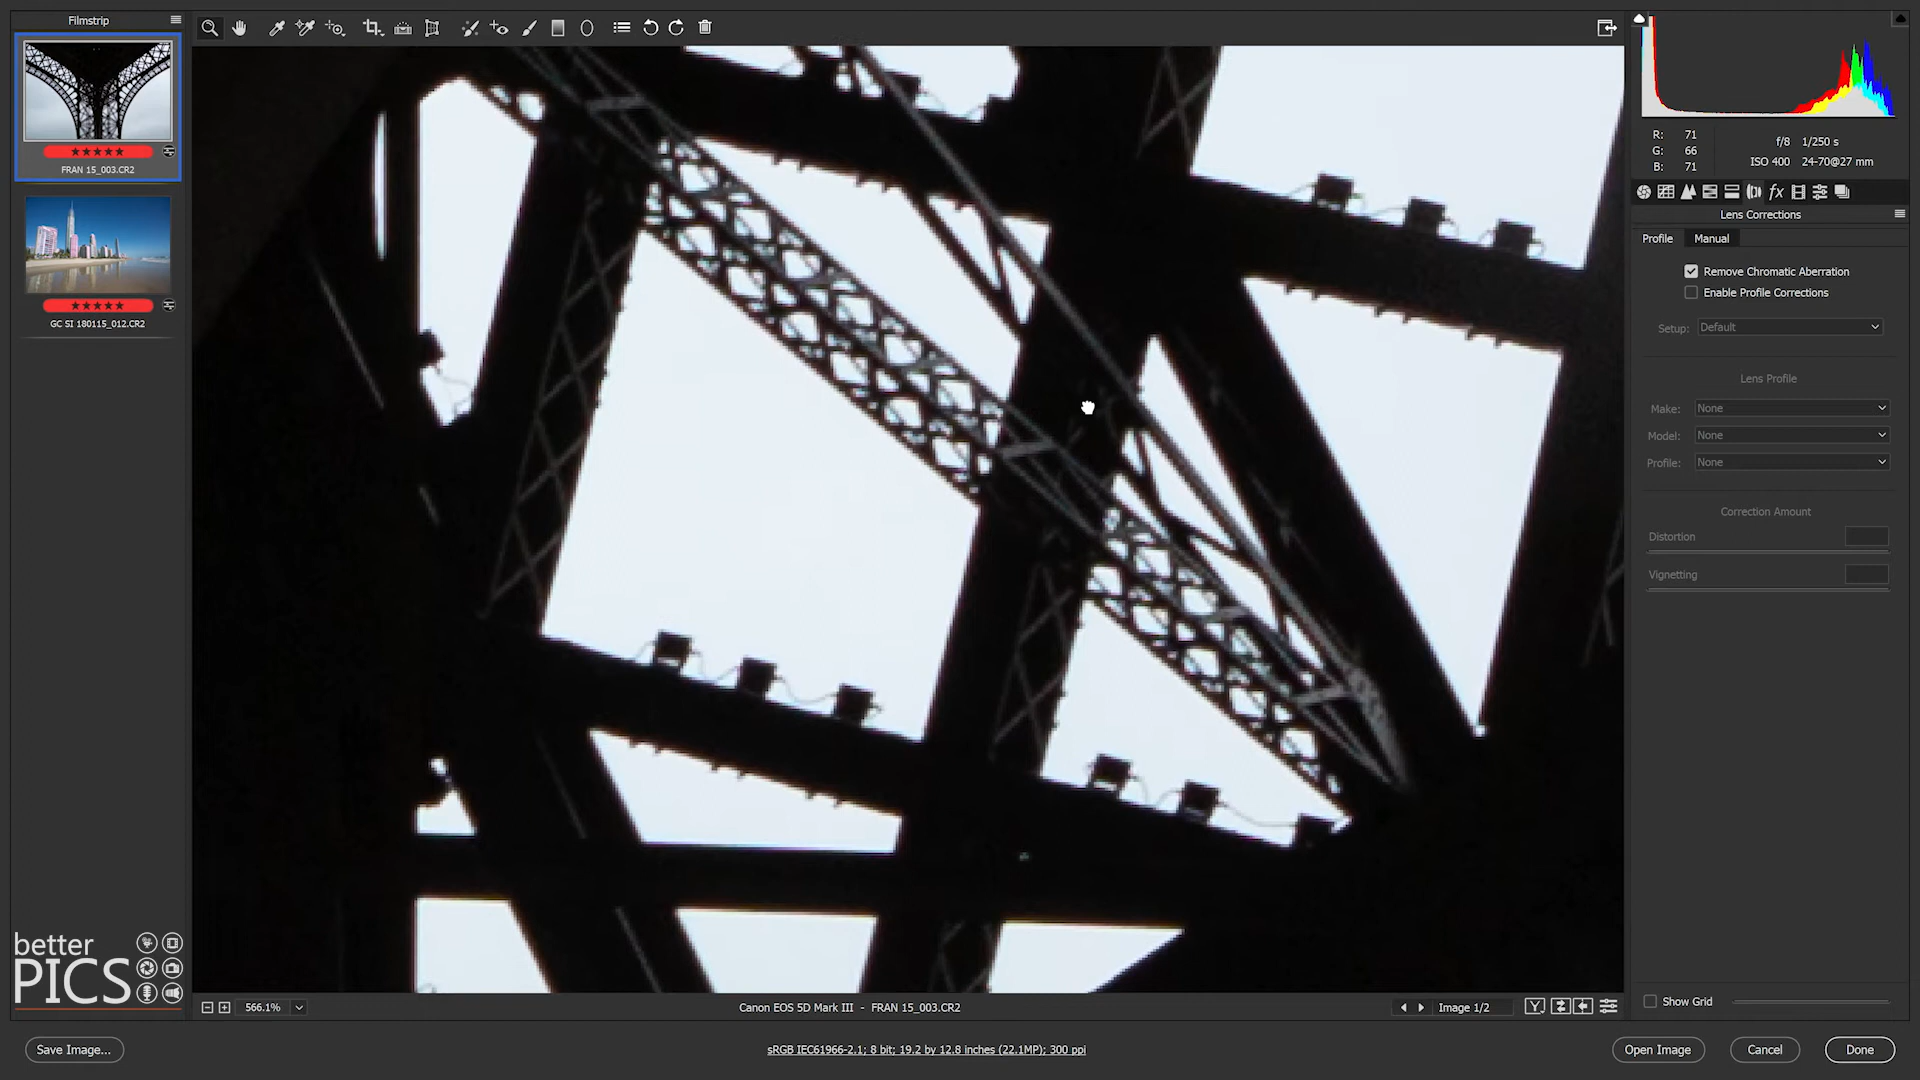 Filmstrip
FRAN 15_003.CR2
GC SI 180115_012.CR2
better
PICS
R: 71
G: 66
B: 71
f/8 1/250 s
ISO 400 24-70@27 mm
fx
Lens Corrections
Profile Manual
Remove Chromatic Aberration
Enable Profile Corrections
Setup: Default
Lens Profile
Make: None
Model: None
Profile: None
Correction Amount
Distortion
Vignetting
Show Grid
566.1%
Canon EOS 5D Mark III - FRAN 15_003.CR2
Image 1/2
Y
Save Image...
sRGB IEC61966-2.1; 8 bit; 19.2 by 12.8 inches (22.1MP); 300 ppi
Open Image
Cancel
Done